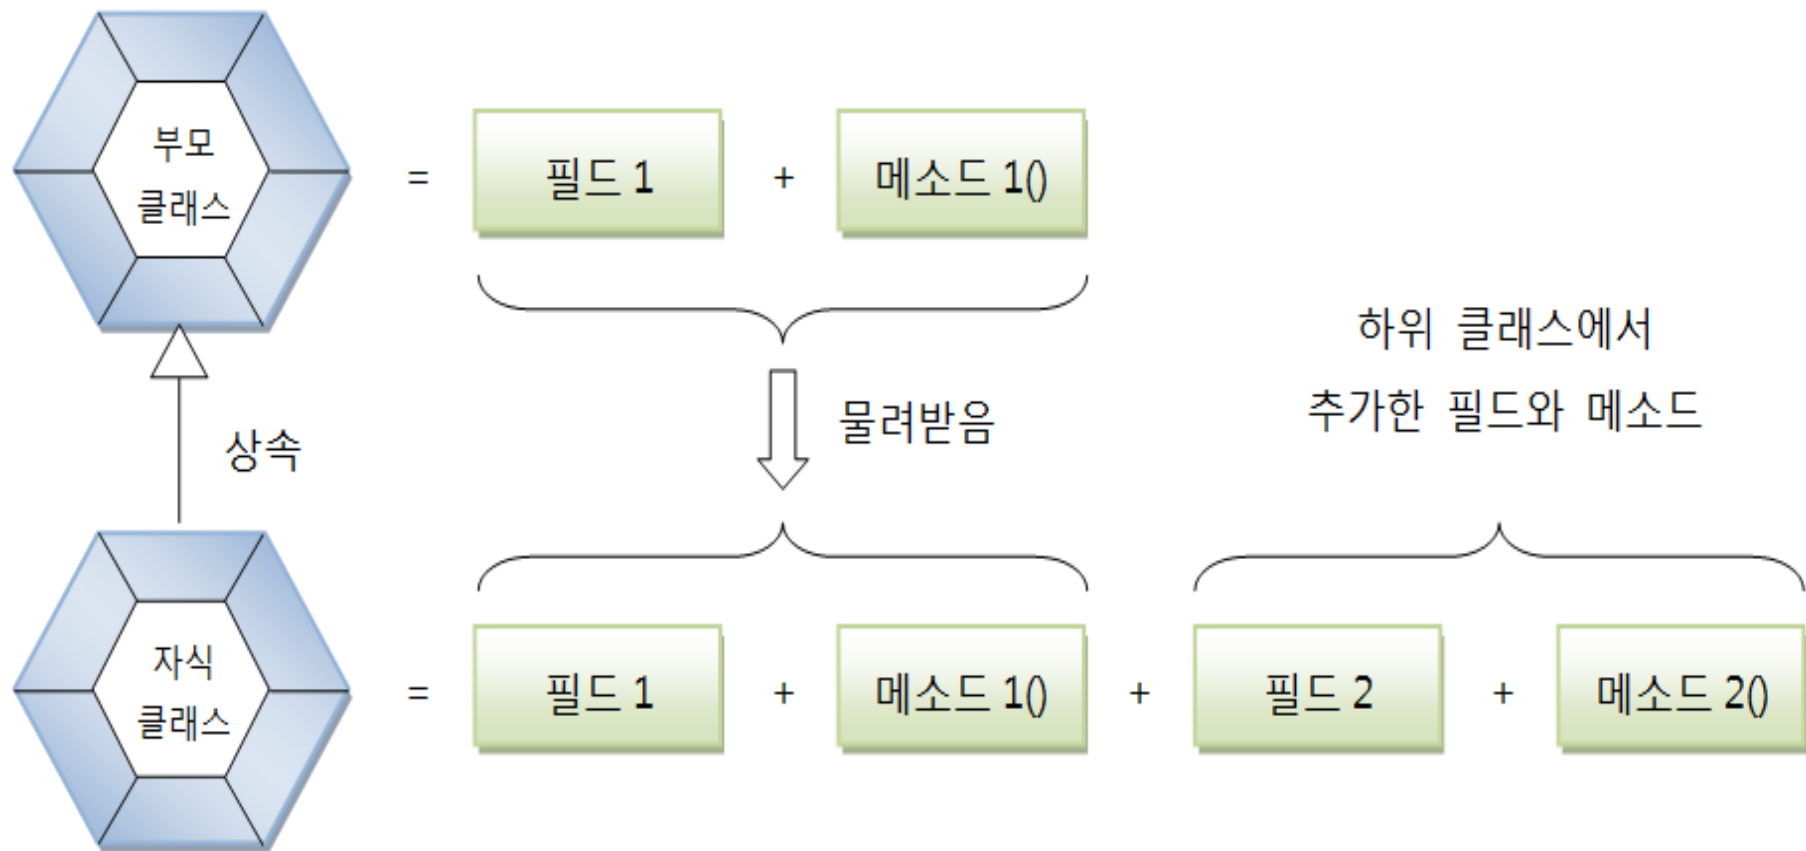 부모
클래스
= 필드 1 + 메소드 1()
하위 클래스에서
추가한 필드와 메소드
물려받음
상속
자식
클래스
= 필드 1 + 메소드 1() + 필드 2 + 메소드 2()